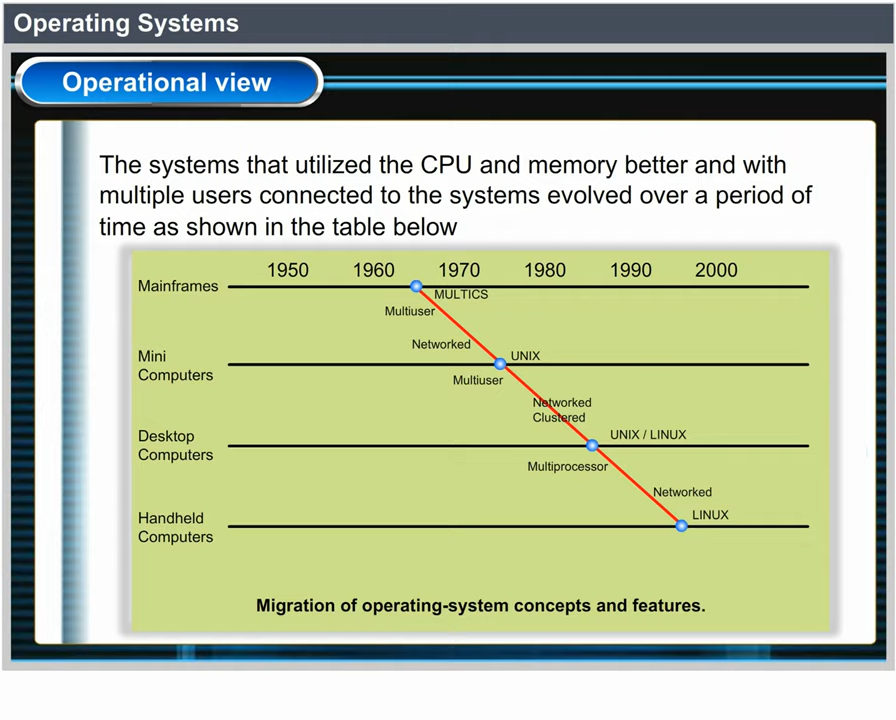 Operating Systems
Operational view
The systems that utilized the CPU and memory better and with
multiple users connected to the systems evolved over a period of
time as shown in the table below
1950 1960 1970 1980 1990 2000
Mainframes
MULTICS
Multiuser
Networked
Mini
Computers
UNIX
Multiuser
Networked
Clustered
Desktop
Computers
UNIX / LINUX
Multiprocessor
Networked
Handheld
Computers
LINUX
Migration of operating-system concepts and features.